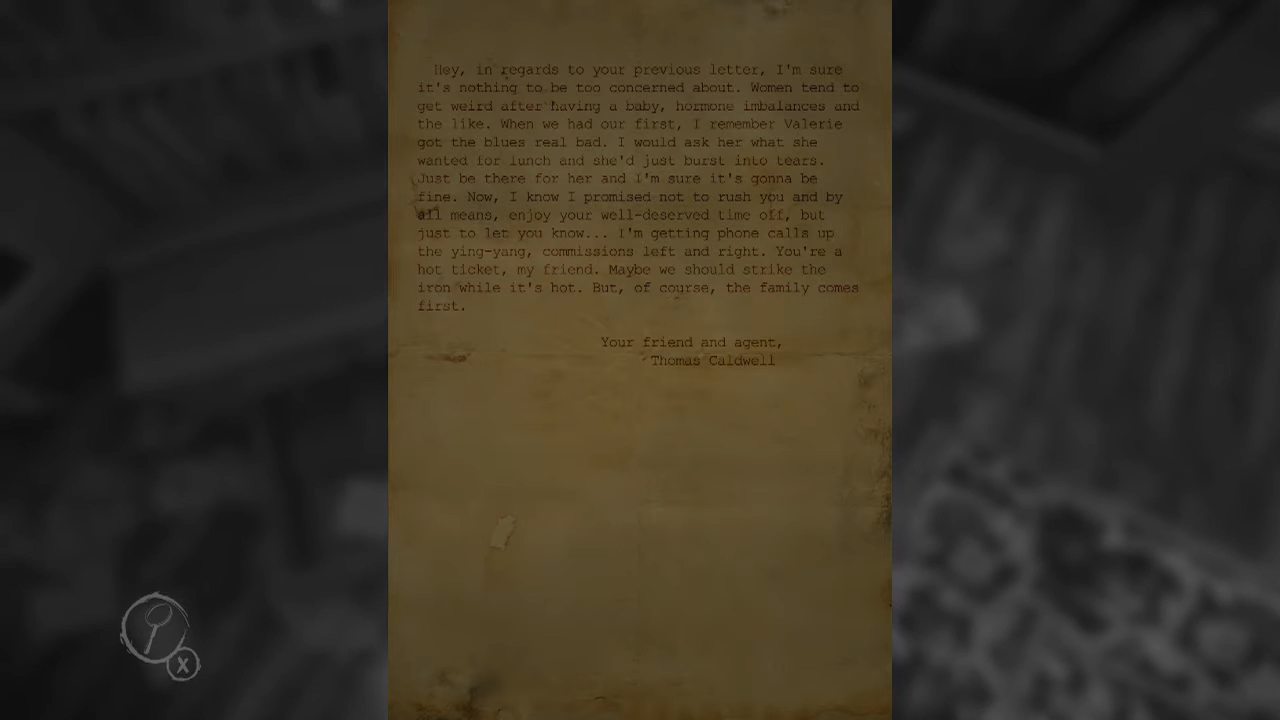 Hey, in regards to your previous letter, I'm sure
it's nothing to be too concerned about. Women tend to
get weird after having a baby, hormone imbalances and
the like. When we had our first, I remember Valerie
got the blues real bad. I would ask her what she
wanted for lunch and she'd just burst into tears.
Just be there for her and I'm sure it's gonna be
fine. Now, I know I promised not to rush you and by
all means, enjoy your well-deserved time off, but
just to let you know... I'm getting phone calls up
the ying-yang, commissions left and right. You're a
hot ticket, my friend. Maybe we should strike the
iron while it's hot. But, of course, the family comes
first.
Your friend and agent,
Thomas Caldwell
X